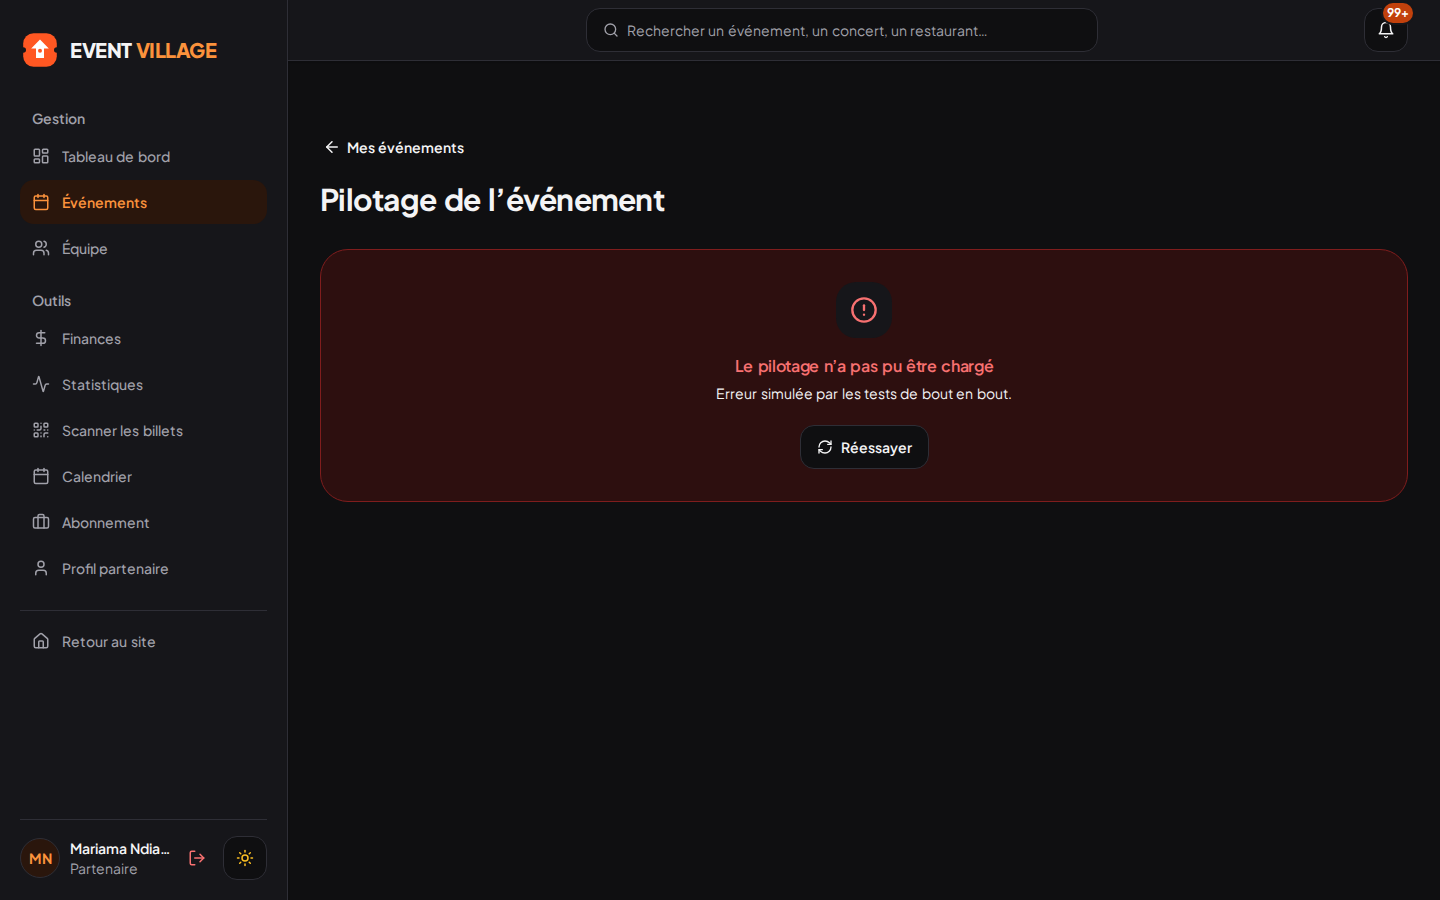 EVENT VILLAGE
Gestion
Tableau de bord
Événements
Équipe
Outils
Finances
Statistiques
Scanner les billets
Calendrier
Abonnement
Profil partenaire
Retour au site
MN
Mariama Ndia...
Partenaire
Rechercher un événement, un concert, un restaurant...
99+
Mes événements
Pilotage de l’événement
Le pilotage n’a pas pu être chargé
Erreur simulée par les tests de bout en bout.
Réessayer